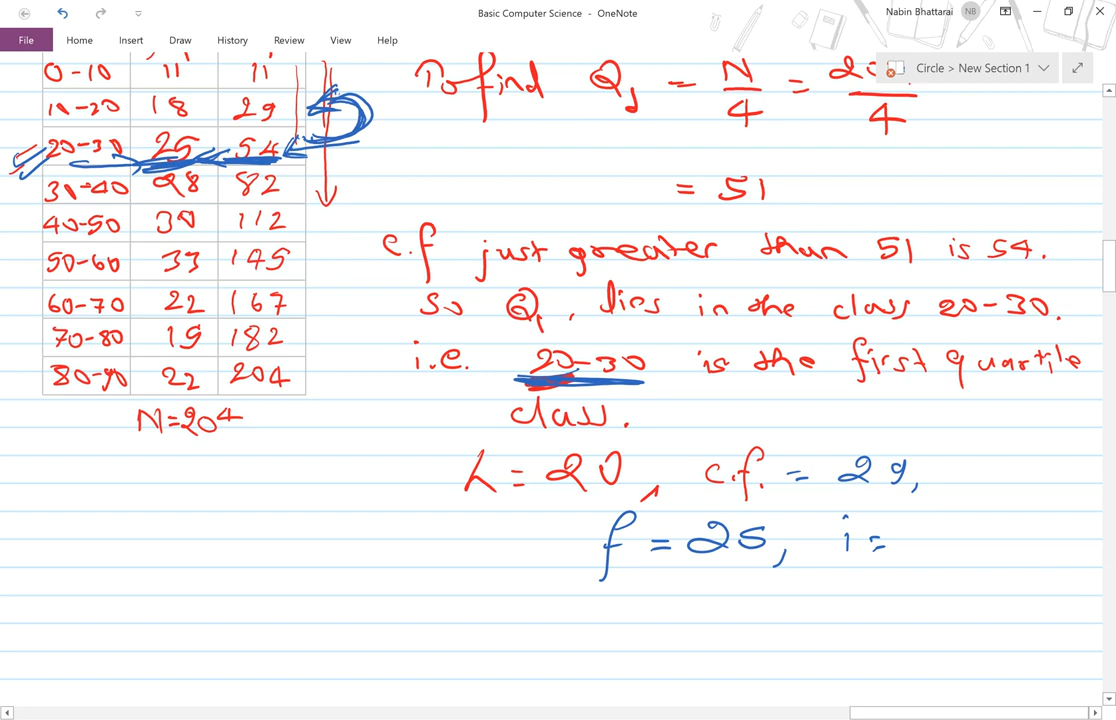 Basic Computer Science - OneNote
Nabin Bhattarai NB
File Home Insert Draw History Review View Help
Circle > New Section 1
0-10 11 11
10-20 18 29
20-30 25 54
30-40 28 82
40-50 30 112
50-60 33 145
60-70 22 167
70-80 15 182
80-90 22 204
N=204
To find Q₁ = N/4 = 20 /4
= 51
c.f just greater than 51 is 54.
So Q₁, lies in the class 20-30.
i.e. 20-30 is the first quartile
class.
L = 20, c.f. = 29,
f = 25, i =